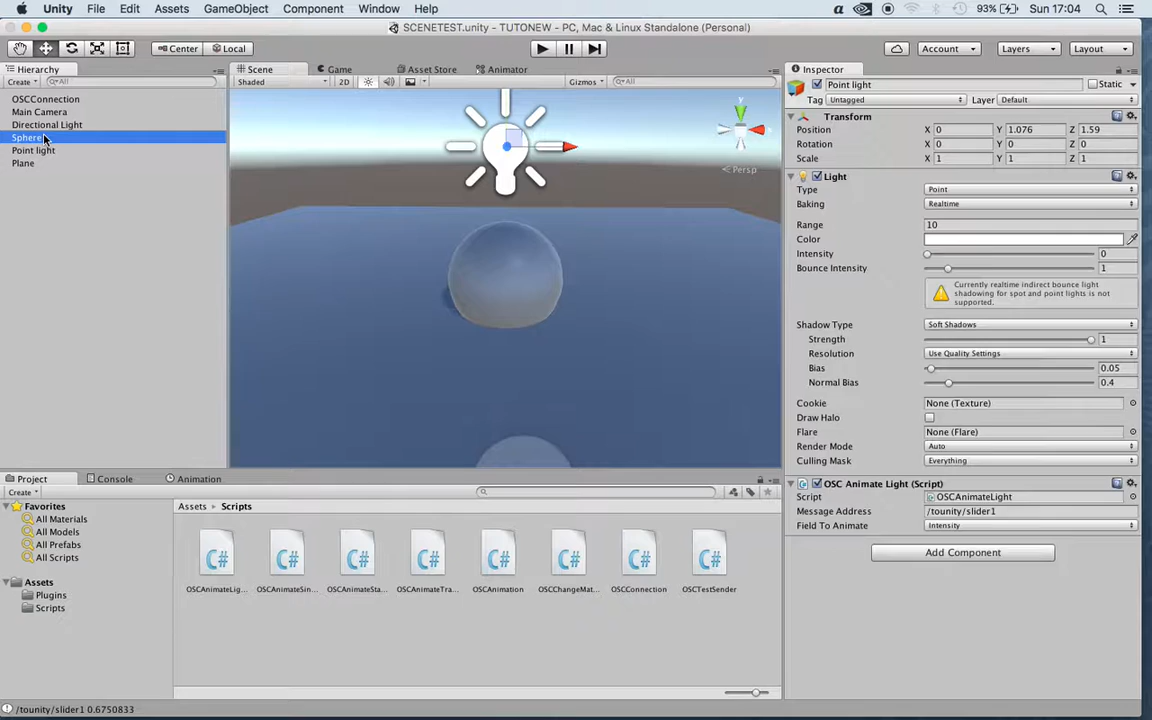 Unity File Edit Assets GameObject Component Window Help 93% Sun 17:04
SCENETEST.unity - TUTONEW - PC, Mac & Linux Standalone (Personal)
Center Local Account Layers Layout
Hierarchy
Create All
OSCConnection
Main Camera
Directional Light
Sphere
Point light
Plane
Scene Game Asset Store Animator
Shaded 2D Gizmos All
y
Persp
Inspector
Point light Static
Tag Untagged Layer Default
Transform
Position X 0 Y 1.076 Z 1.59
Rotation X 0 Y 0 Z 0
Scale X 1 Y 1 Z 1
Light
Type Point
Baking Realtime
Range 10
Color
Intensity 0
Bounce Intensity 1
Currently realtime indirect bounce light
shadowing for spot and point lights is not
supported.
Shadow Type Soft Shadows
Strength 1
Resolution Use Quality Settings
Bias 0.05
Normal Bias 0.4
Cookie None (Texture)
Draw Halo
Flare None (Flare)
Render Mode Auto
Culling Mask Everything
OSC Animate Light (Script)
Script OSCAnimateLight
Message Address /tounity/slider1
Field To Animate Intensity
Add Component
Project Console Animation
Create
Favorites
All Materials
All Models
All Prefabs
All Scripts
Assets
Plugins
Scripts
Assets Scripts
C# C# C# C# C# C# C# C#
OSCAnimateLig... OSCAnimateSin... OSCAnimateSta... OSCAnimateTra... OSCAnimation OSCChangeMat... OSCConnection OSCTestSender
/tounity/slider1 0.6750833